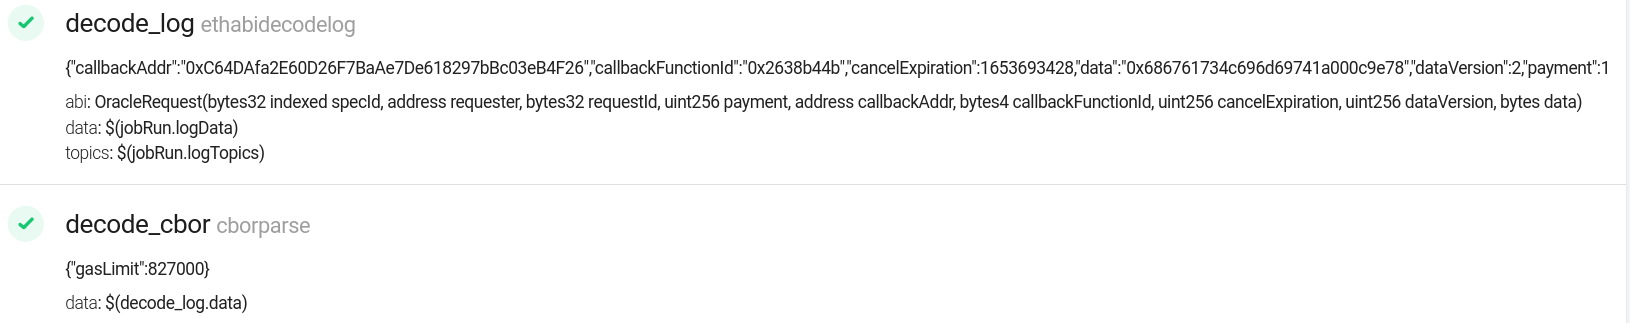 decode_log ethabidecodelog
{"callbackAddr":"0xC64DAfa2E60D26F7BaAe7De618297bBc03eB4F26","callbackFunctionId":"0x2638b44b","cancelExpiration":1653693428,"data":"0x686761734c696d69741a000c9e78","dataVersion":2,"payment":1
abi: OracleRequest(bytes32 indexed specId, address requester, bytes32 requestId, uint256 payment, address callbackAddr, bytes4 callbackFunctionId, uint256 cancelExpiration, uint256 dataVersion, bytes data)
data: $(jobRun.logData)
topics: $(jobRun.logTopics)
decode_cbor cborparse
{"gasLimit":827000}
data: $(decode_log.data)